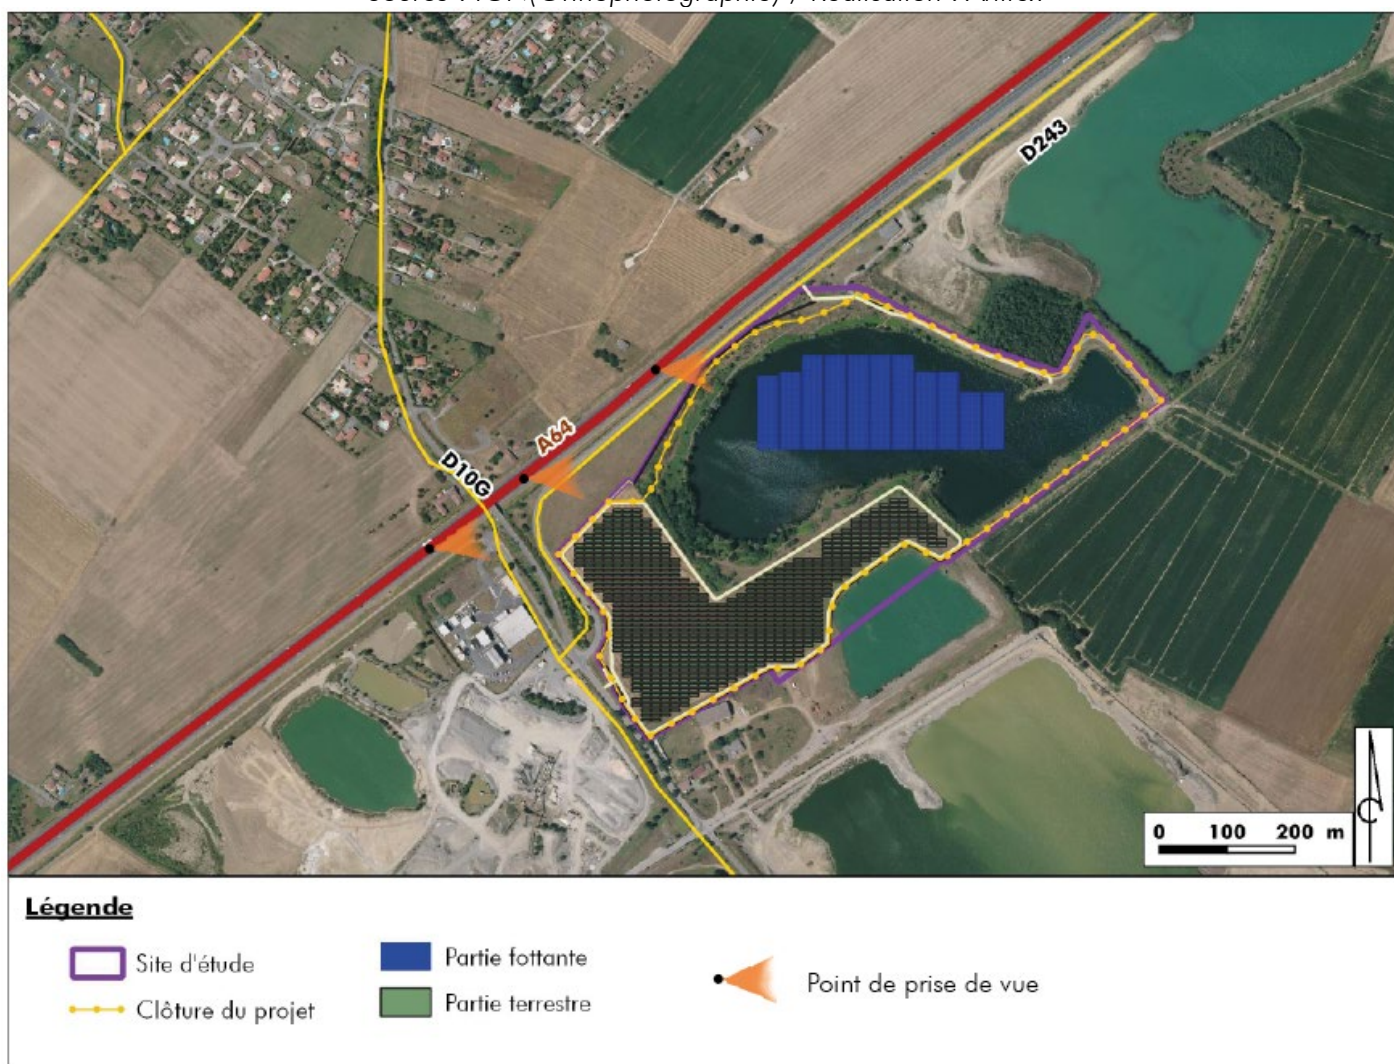 D243
A64
D10G
0 100 200 m
Légende
Site d'étude
Clôture du projet
Partie fottante
Partie terrestre
Point de prise de vue